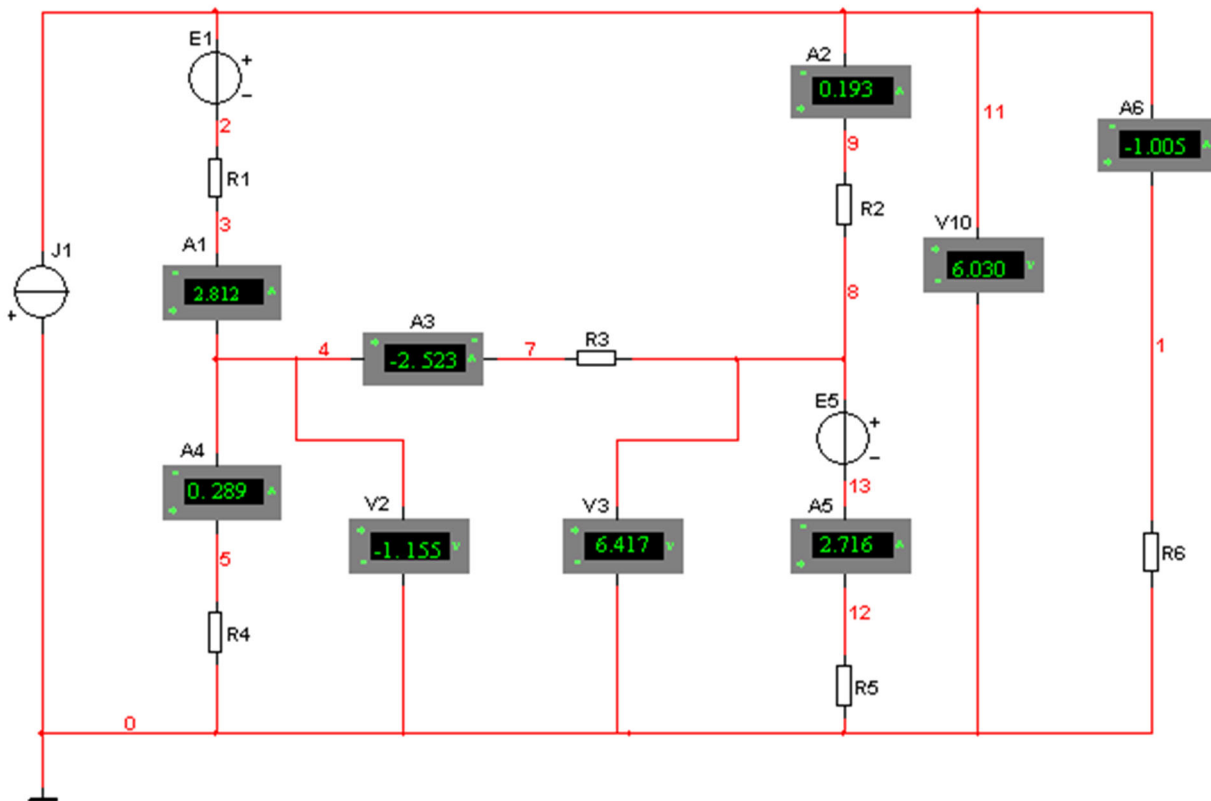 E1
+
-
2
R1
3
A1
2.812 A
J1
+
A2
0.193 A
9
R2
8
11
V10
6.030 v
A6
-1.005 A
1
4
A3
-2.523 A
7
R3
E5
+
-
13
A4
0.289 A
5
V2
-1.155 v
V3
6.417 v
A5
2.716 A
12
R4
R5
R6
0